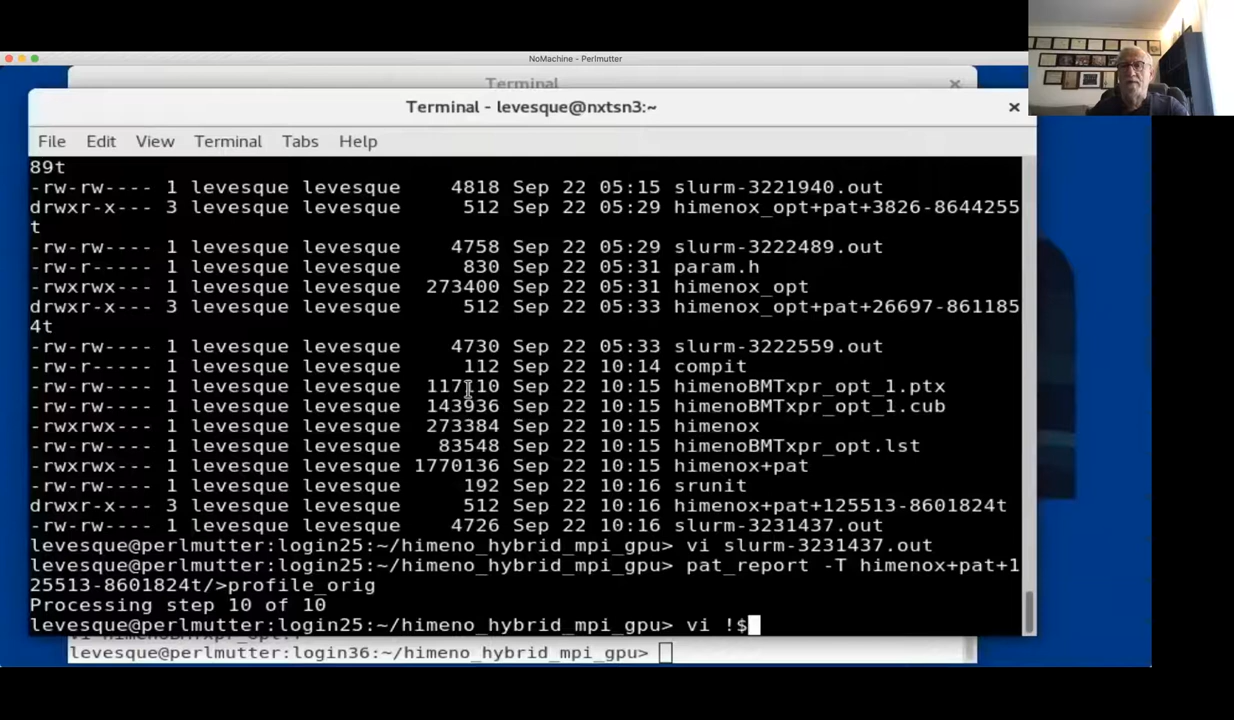 NoMachine - Perlmutter
Terminal
Terminal - levesque@nxtsn3:~
File Edit View Terminal Tabs Help
89t
-rw-rw---- 1 levesque levesque 4818 Sep 22 05:15 slurm-3221940.out
drwxr-x--- 3 levesque levesque 512 Sep 22 05:29 himenox_opt+pat+3826-8644255
t
-rw-rw---- 1 levesque levesque 4758 Sep 22 05:29 slurm-3222489.out
-rw-r----- 1 levesque levesque 830 Sep 22 05:31 param.h
-rwxrwx--- 1 levesque levesque 273400 Sep 22 05:31 himenox_opt
drwxr-x--- 3 levesque levesque 512 Sep 22 05:33 himenox_opt+pat+26697-861185
4t
-rw-rw---- 1 levesque levesque 4730 Sep 22 05:33 slurm-3222559.out
-rw-rw---- 1 levesque levesque 112 Sep 22 10:14 compit
-rw-rw---- 1 levesque levesque 117110 Sep 22 10:15 himenoBMTxpr_opt_1.ptx
-rw-rw---- 1 levesque levesque 143936 Sep 22 10:15 himenoBMTxpr_opt_1.cub
-rwxrwx--- 1 levesque levesque 273384 Sep 22 10:15 himenox
-rw-rw---- 1 levesque levesque 83548 Sep 22 10:15 himenoBMTxpr_opt.lst
-rwxrwx--- 1 levesque levesque 1770136 Sep 22 10:15 himenox+pat
-rw-rw---- 1 levesque levesque 192 Sep 22 10:16 srunit
drwxr-x--- 3 levesque levesque 512 Sep 22 10:16 himenox+pat+125513-8601824t
-rw-rw---- 1 levesque levesque 4726 Sep 22 10:16 slurm-3231437.out
levesque@perlmutter:login25:~/himeno_hybrid_mpi_gpu> vi slurm-3231437.out
levesque@perlmutter:login25:~/himeno_hybrid_mpi_gpu> pat_report -T himenox+pat+1
25513-8601824t/>profile_orig
Processing step 10 of 10
levesque@perlmutter:login25:~/himeno_hybrid_mpi_gpu> vi !$
levesque@perlmutter:login36:~/himeno_hybrid_mpi_gpu>